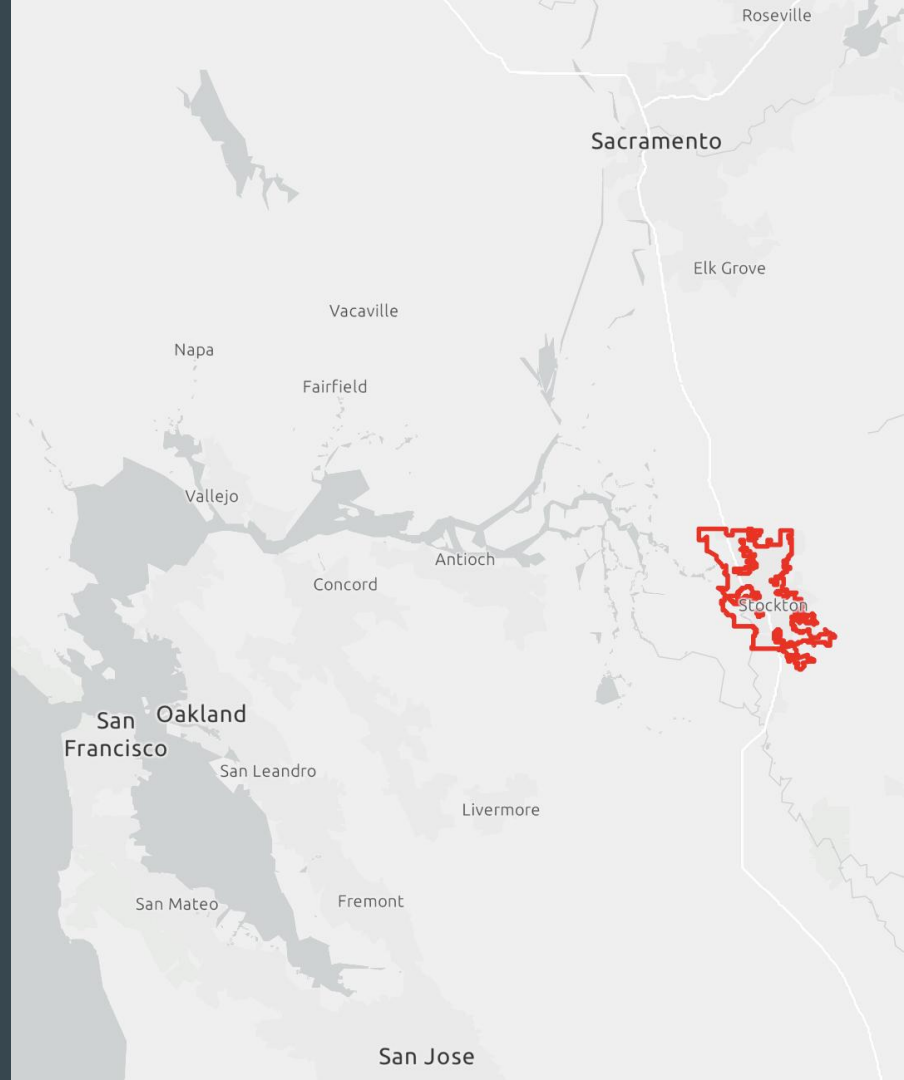 Roseville
Sacramento
Elk Grove
Vacaville
Napa
Fairfield
Vallejo
Antioch
Concord
Stockton
San
Francisco
Oakland
San Leandro
Livermore
San Mateo
Fremont
San Jose